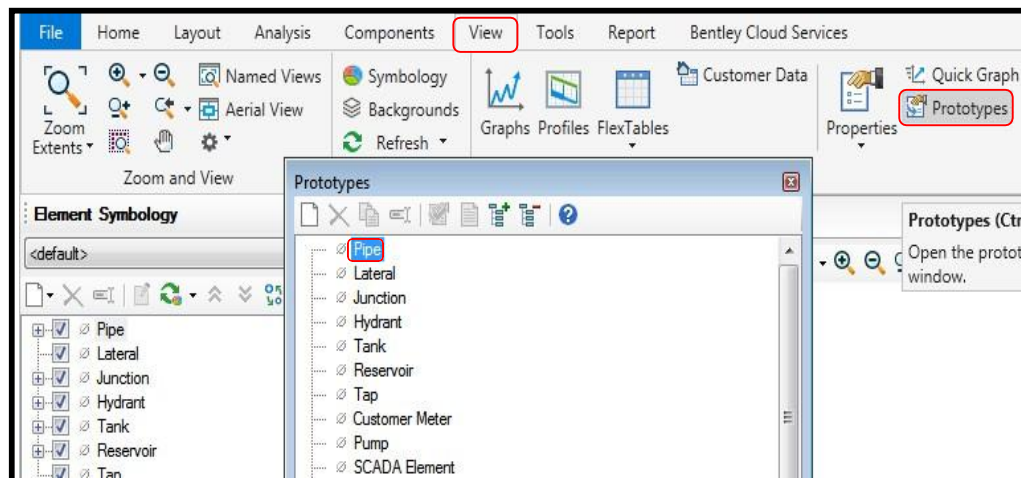 File Home Layout Analysis Components View Tools Report Bentley Cloud Services
Zoom Extents
Named Views
Aerial View
Zoom and View
Symbology
Backgrounds
Refresh
Graphs Profiles FlexTables
Customer Data
Properties
Quick Graph
Prototypes
Element Symbology
<default>
Pipe
Lateral
Junction
Hydrant
Tank
Reservoir
Tap
Prototypes
Pipe
Lateral
Junction
Hydrant
Tank
Reservoir
Tap
Customer Meter
Pump
SCADA Element
Prototypes (Ctr
Open the protot
window.